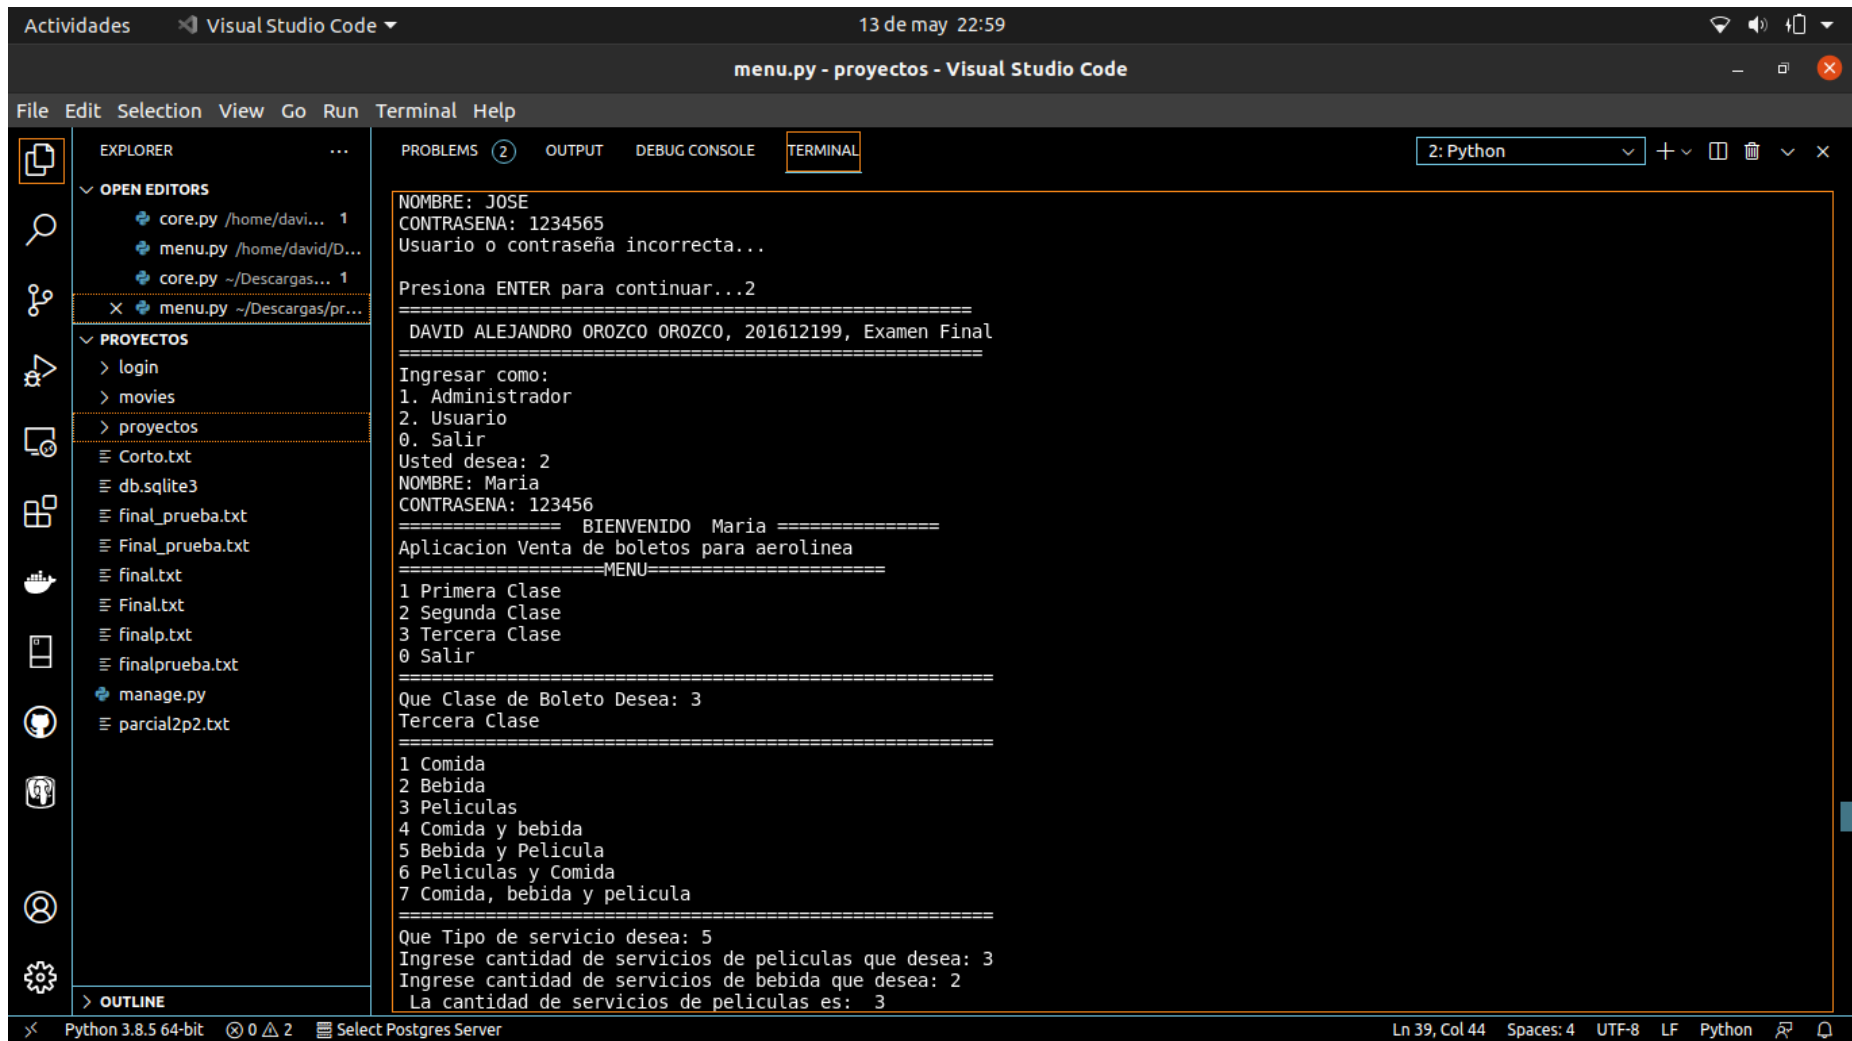 Actividades Visual Studio Code 13 de may 22:59
menu.py - proyectos - Visual Studio Code
File Edit Selection View Go Run Terminal Help
EXPLORER ...
OPEN EDITORS
core.py /home/davi... 1
menu.py /home/david/D...
core.py ~/Descargas... 1
menu.py ~/Descargas/pr...
PROYECTOS
login
movies
proyectos
Corto.txt
db.sqlite3
final_prueba.txt
Final_prueba.txt
final.txt
Final.txt
finalp.txt
finalprueba.txt
manage.py
parcial2p2.txt
OUTLINE
PROBLEMS 2 OUTPUT DEBUG CONSOLE TERMINAL 2: Python
NOMBRE: JOSE
CONTRASENA: 1234565
Usuario o contraseña incorrecta...
Presiona ENTER para continuar...2
=====================================================
DAVID ALEJANDRO OROZCO OROZCO, 201612199, Examen Final
======================================================
Ingresar como:
1. Administrador
2. Usuario
0. Salir
Usted desea: 2
NOMBRE: Maria
CONTRASENA: 123456
=============== BIENVENIDO  Maria ===============
Aplicacion Venta de boletos para aerolinea
===================MENU======================
1 Primera Clase
2 Segunda Clase
3 Tercera Clase
0 Salir
=======================================================
Que Clase de Boleto Desea: 3
Tercera Clase
=======================================================
1 Comida
2 Bebida
3 Peliculas
4 Comida y bebida
5 Bebida y Pelicula
6 Peliculas y Comida
7 Comida, bebida y pelicula
=======================================================
Que Tipo de servicio desea: 5
Ingrese cantidad de servicios de peliculas que desea: 3
Ingrese cantidad de servicios de bebida que desea: 2
La cantidad de servicios de peliculas es:  3
Python 3.8.5 64-bit 0 2 Select Postgres Server Ln 39, Col 44 Spaces: 4 UTF-8 LF Python